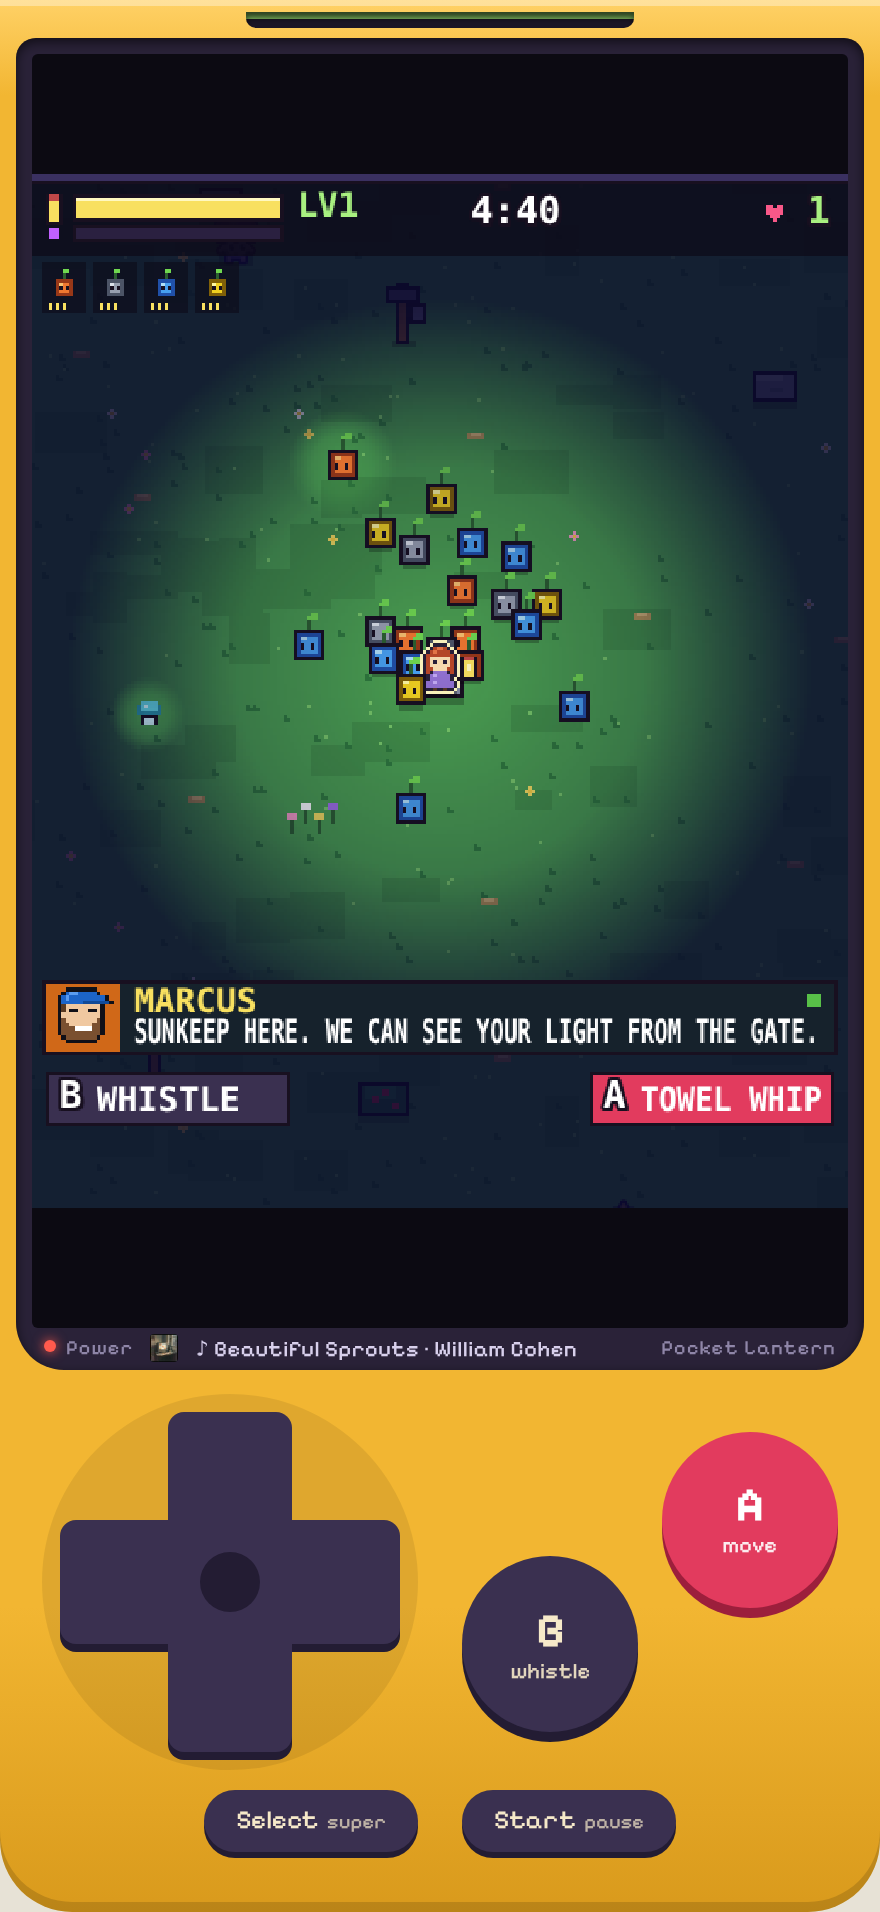 LV1
4:40
1
MARCUS
SUNKEEP HERE. WE CAN SEE YOUR LIGHT FROM THE GATE.
B WHISTLE
A TOWEL WHIP
Power
♪ Beautiful Sprouts · William Cohen
Pocket Lantern
A
move
B
whistle
Select super
Start pause